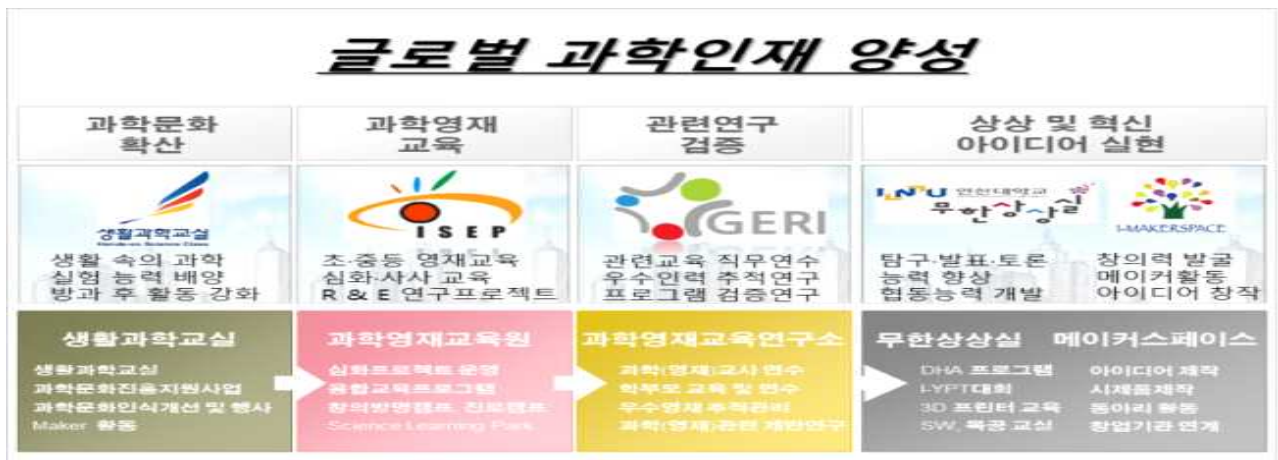 글로벌 과학인재 양성
과학문화
확산
과학영재
교육
관련연구
검증
상상 및 혁신
아이디어 실현
생활과학교실
Hands-on Science Class
생활 속의 과학
실험 능력 배양
방과 후 활동 강화
ISEP
초·중등 영재교육
심화·사사 교육
R & E 연구프로젝트
GERI
관련교육 직무연수
우수인력 추적연구
프로그램 검증연구
인천대학교
무한상상실
I-MAKERSPACE
탐구·발표·토론
능력 향상
협동능력 개발
창의력 발굴
메이커활동
아이디어 창작
생활과학교실
생활과학교실
과학문화진흥지원사업
과학문화인식개선 및 행사
Maker 활동
과학영재교육원
심화프로젝트 운영
융합교육프로그램
창의발명캠프, 진로캠프
Science Learning Park
과학영재교육연구소
과학(영재)교사 연수
학부모 교육 및 연수
우수영재 추적관리
과학(영재)관련 제반연구
무한상상실
DHA 프로그램
I-YPT대회
3D 프린터 교육
SW, 목공 교실
메이커스페이스
아이디어 제작
시제품제작
동아리 활동
창업기관 연계